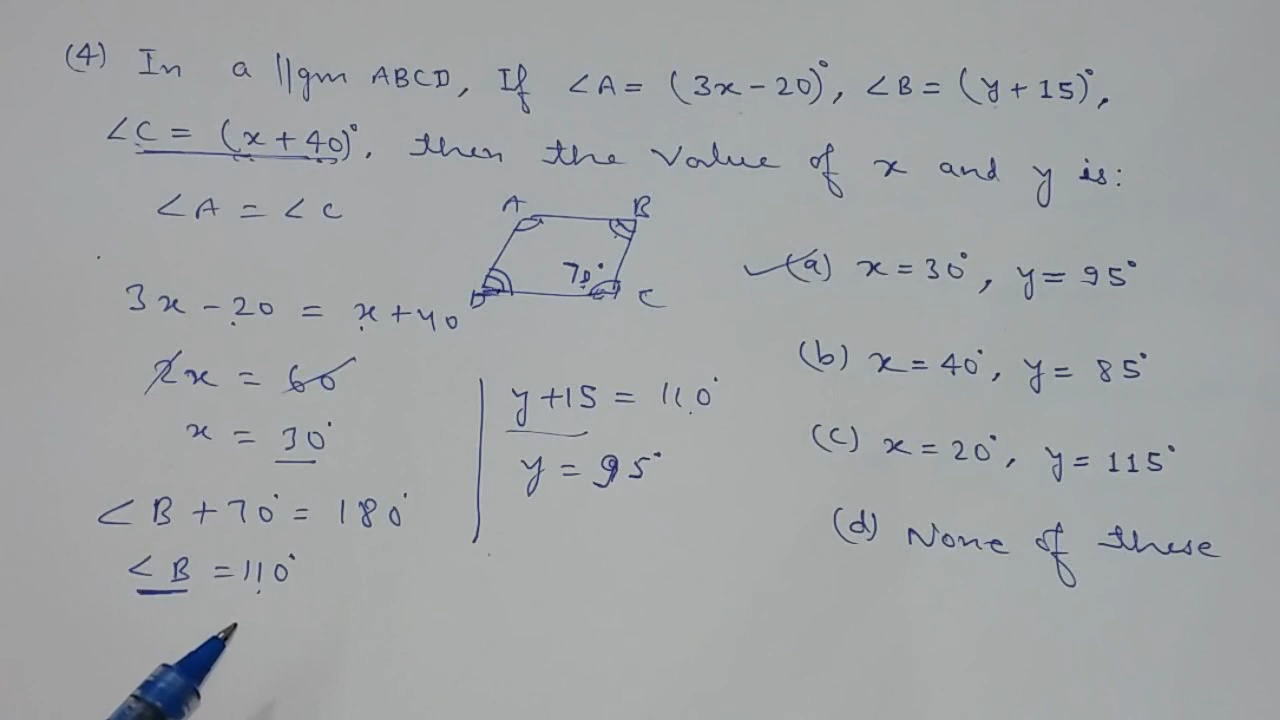 (4) In a ||gm ABCD, If ∠A = (3x-20)°, ∠B = (y+15)°,
∠C = (x+40)°, then the value of x and y is:
∠A = ∠C
A B
70°
D C
3x - 20 = x+40
2x = 60
x = 30°
∠B + 70° = 180°
∠B = 110°
y+15 = 110°
y = 95°
(a) x = 30°, y = 95°
(b) x = 40°, y = 85°
(c) x = 20°, y = 115°
(d) None of these